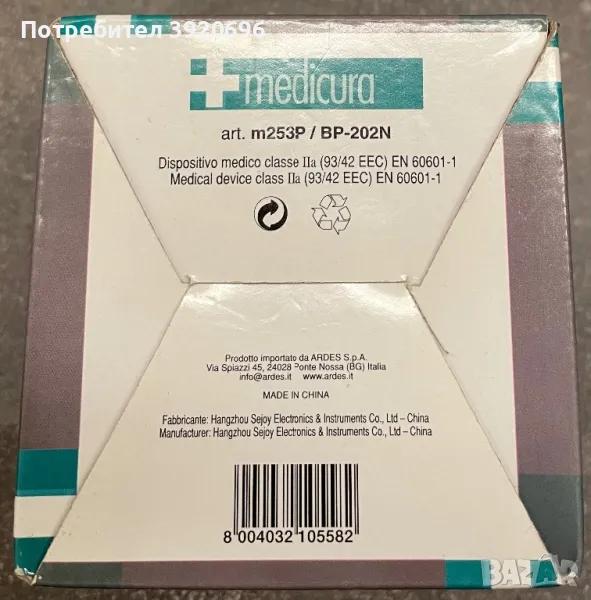 Потребител 3920696
medicura
art. m253P / BP-202N
Dispositivo medico classe IIa (93/42 EEC) EN 60601-1
Medical device class IIa (93/42 EEC) EN 60601-1
Prodotto importato da ARDES S.p.A.
Via Spiazzi 45, 24028 Ponte Nossa (BG) Italia
info@ardes.it www.ardes.it
MADE IN CHINA
Fabbricante: Hangzhou Sejoy Electronics & Instruments Co., Ltd – China
Manufacturer: Hangzhou Sejoy Electronics & Instruments Co., Ltd – China
8 004032 105582
BAZAR